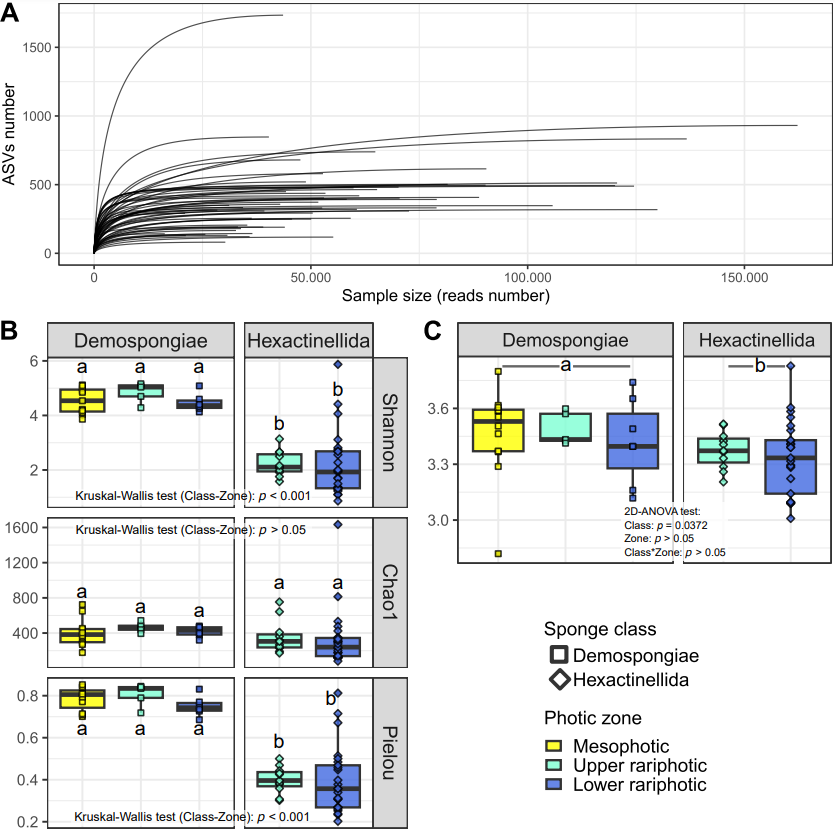 A
1500
1000
500
0
ASVs number
0
50.000
100.000
150.000
Sample size (reads number)
B
Demospongiae
Hexactinellida
6
4
2
a
a
a
b
b
Shannon
Kruskal-Wallis test (Class-Zone): p < 0.001
1600
1200
800
400
Kruskal-Wallis test (Class-Zone): p > 0.05
a
a
a
a
a
Chao1
0.8
0.6
0.4
0.2
a
a
a
b
b
Pielou
Kruskal-Wallis test (Class-Zone): p < 0.001
C
Demospongiae
Hexactinellida
3.6
3.3
3.0
a
b
2D-ANOVA test:
Class: p = 0.0372
Zone: p > 0.05
Class*Zone: p > 0.05
Sponge class
Demospongiae
Hexactinellida
Photic zone
Mesophotic
Upper rariphotic
Lower rariphotic